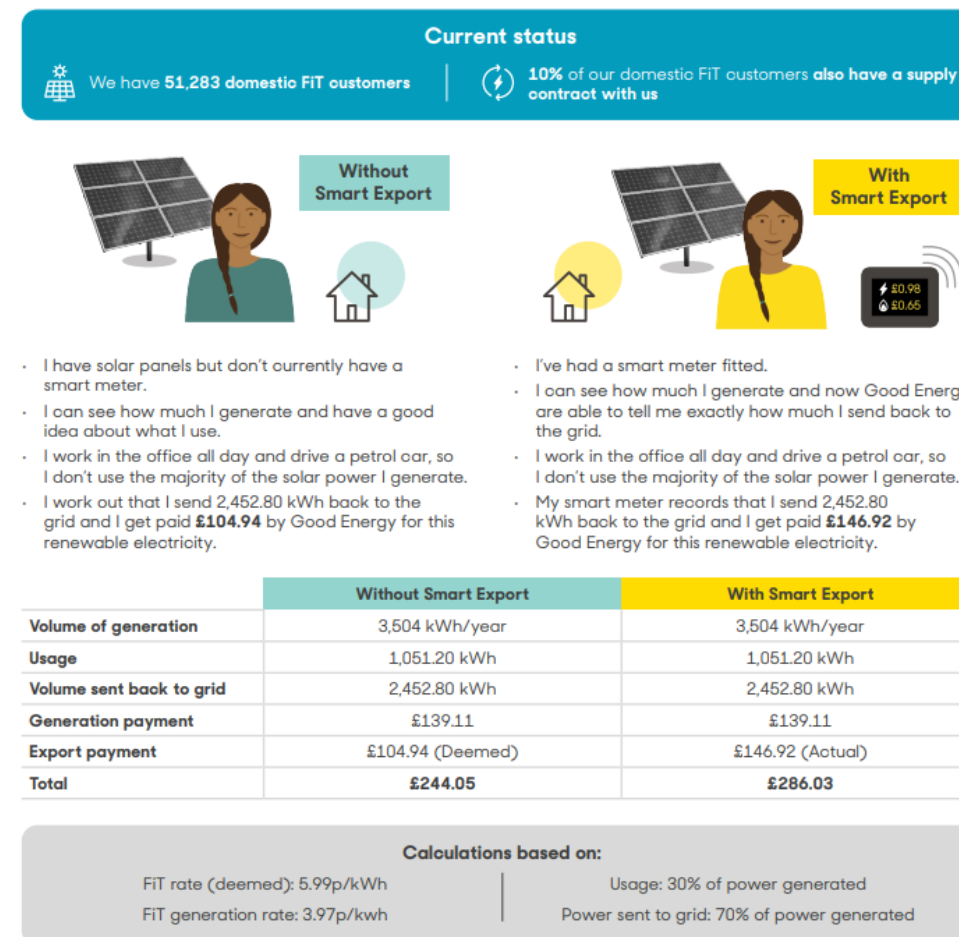 Current status
We have 51,283 domestic FiT customers
10% of our domestic FiT customers also have a supply
contract with us
Without
Smart Export
With
Smart Export
£0.98
£0.65
· I have solar panels but don't currently have a
smart meter.
· I can see how much I generate and have a good
idea about what I use.
· I work in the office all day and drive a petrol car, so
I don't use the majority of the solar power I generate.
· I work out that I send 2,452.80 kWh back to the
grid and I get paid £104.94 by Good Energy for this
renewable electricity.
· I've had a smart meter fitted.
· I can see how much I generate and now Good Energ
are able to tell me exactly how much I send back to
the grid.
· I work in the office all day and drive a petrol car, so
I don't use the majority of the solar power I generate.
· My smart meter records that I send 2,452.80
kWh back to the grid and I get paid £146.92 by
Good Energy for this renewable electricity.
Without Smart Export With Smart Export
Volume of generation 3,504 kWh/year 3,504 kWh/year
Usage 1,051.20 kWh 1,051.20 kWh
Volume sent back to grid 2,452.80 kWh 2,452.80 kWh
Generation payment £139.11 £139.11
Export payment £104.94 (Deemed) £146.92 (Actual)
Total £244.05 £286.03
Calculations based on:
FiT rate (deemed): 5.99p/kWh
FiT generation rate: 3.97p/kwh
Usage: 30% of power generated
Power sent to grid: 70% of power generated